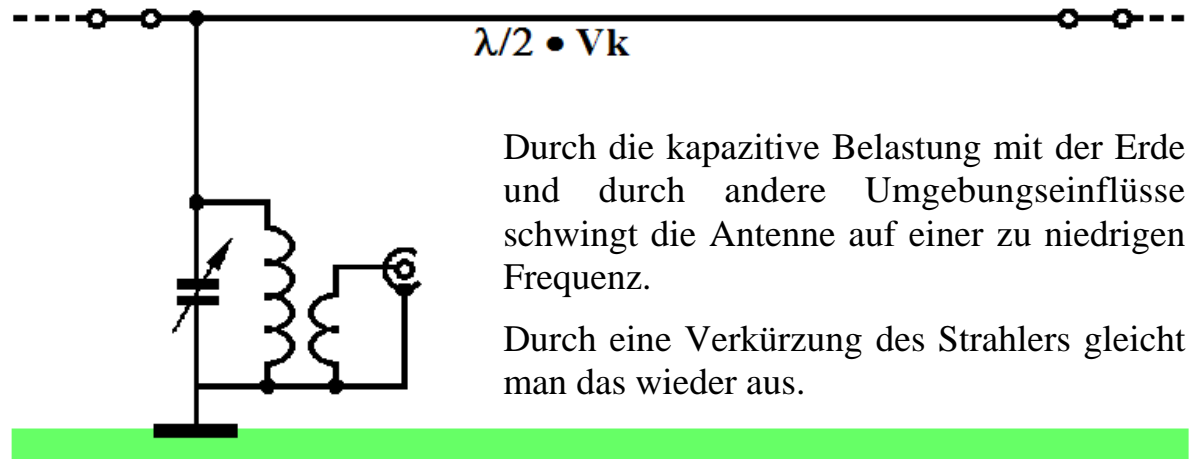 λ/2 • Vk
Durch die kapazitive Belastung mit der Erde
und durch andere Umgebungseinflüsse
schwingt die Antenne auf einer zu niedrigen
Frequenz.
Durch eine Verkürzung des Strahlers gleicht
man das wieder aus.